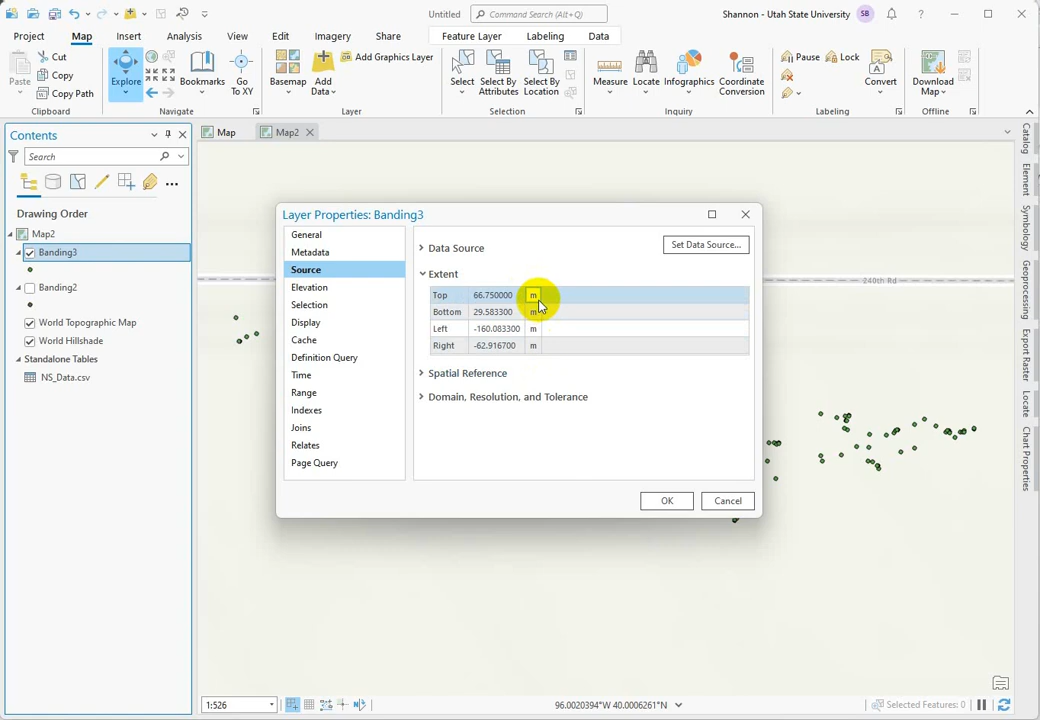 Untitled
Command Search (Alt+Q)
Shannon - Utah State University
SB
Project Map Insert Analysis View Edit Imagery Share Feature Layer Labeling Data
Paste
Cut
Copy
Copy Path
Clipboard
Explore
Bookmarks
Go
To XY
Navigate
Basemap
Add
Data
Add Graphics Layer
Layer
Select
Select By
Attributes
Select By
Location
Selection
Measure
Locate
Infographics
Coordinate
Conversion
Inquiry
Pause
Lock
Convert
Labeling
Download
Map
Offline
Contents
Search
Drawing Order
Map2
Banding3
Banding2
World Topographic Map
World Hillshade
Standalone Tables
NS_Data.csv
Map
Map2
240th Rd
Layer Properties: Banding3
General
Metadata
Source
Elevation
Selection
Display
Cache
Definition Query
Time
Range
Indexes
Joins
Relates
Page Query
Data Source
Set Data Source...
Extent
Top 66.750000 m
Bottom 29.583300 m
Left -160.083300 m
Right -62.916700 m
Spatial Reference
Domain, Resolution, and Tolerance
OK
Cancel
Catalog
Element
Symbology
Geoprocessing
Export Raster
Locate
Chart Properties
1:526
96.0020394°W 40.0006261°N
Selected Features: 0